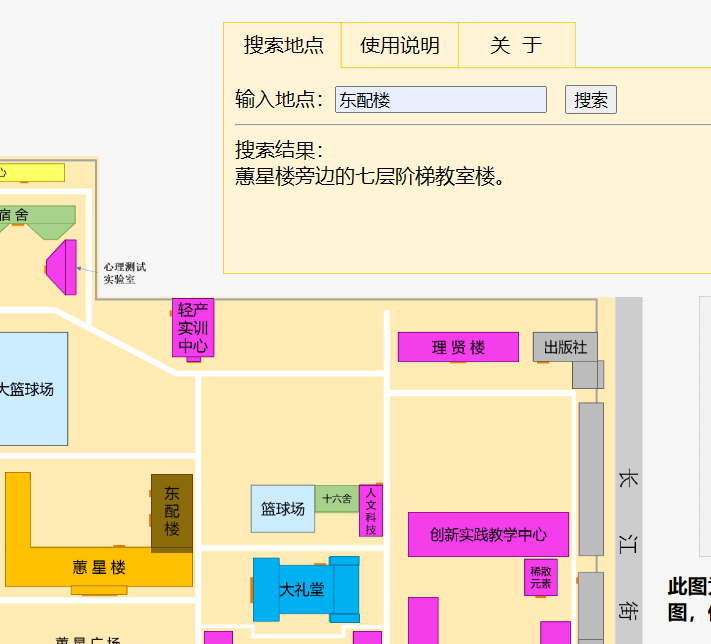 搜索地点
使用说明
关 于
输入地点：
东配楼
搜索
搜索结果：
蕙星楼旁边的七层阶梯教室楼。
心
宿舍
心理测试
实验室
轻产
实训
中心
理贤楼
出版社
大篮球场
东
配
楼
篮球场
十六舍
人
文
科
技
长
江
街
创新实践教学中心
蕙星楼
大礼堂
稀散
元素
此图为
图，
蕙星广场